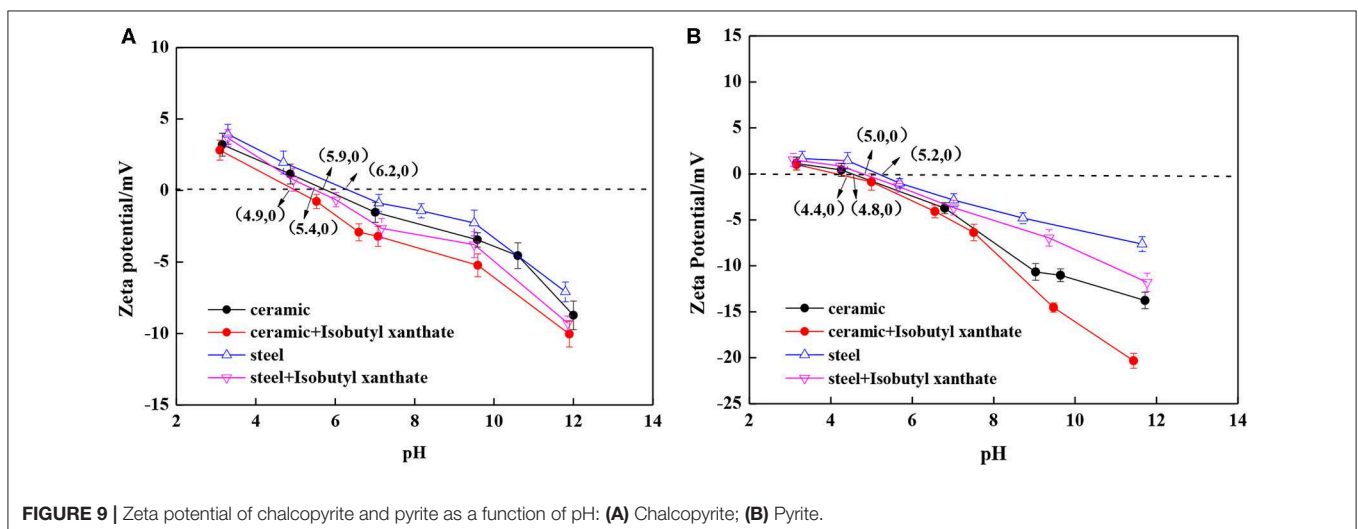 A
10
5
0
-5
-10
-15
Zeta potential/mV
(5.9,0)
(6.2,0)
(4.9,0)
(5.4,0)
ceramic
ceramic+Isobutyl xanthate
steel
steel+Isobutyl xanthate
2 4 6 8 10 12 14
pH
B
15
10
5
0
-5
-10
-15
-20
-25
Zeta Potential/mV
(5.0,0)
(5.2,0)
(4.4,0) (4.8,0)
ceramic
ceramic+Isobutyl xanthate
steel
steel+Isobutyl xanthate
2 4 6 8 10 12 14
pH
FIGURE 9 | Zeta potential of chalcopyrite and pyrite as a function of pH: (A) Chalcopyrite; (B) Pyrite.